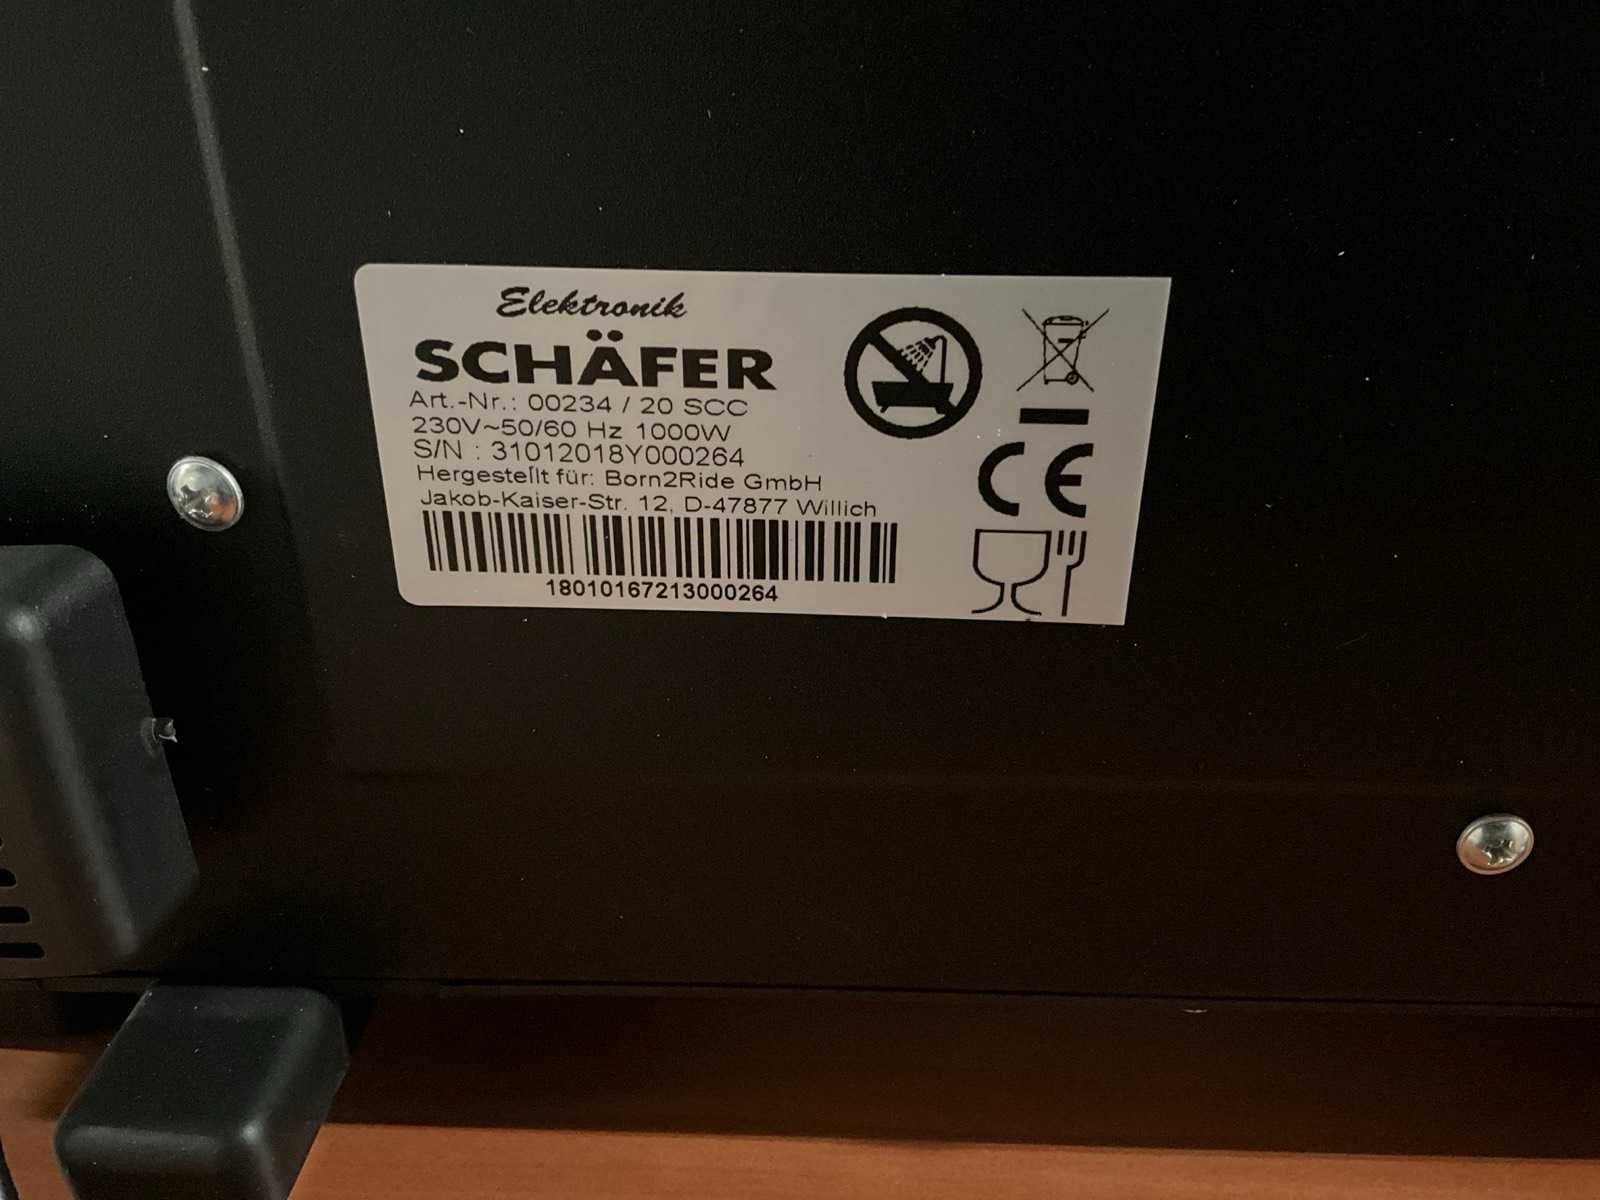 Elektronik
SCHÄFER
Art.-Nr.: 00234 / 20 SCC
230V~50/60 Hz 1000W
S/N : 31012018Y000264
Hergestellt für: Born2Ride GmbH
Jakob-Kaiser-Str. 12, D-47877 Willich
18010167213000264
CE